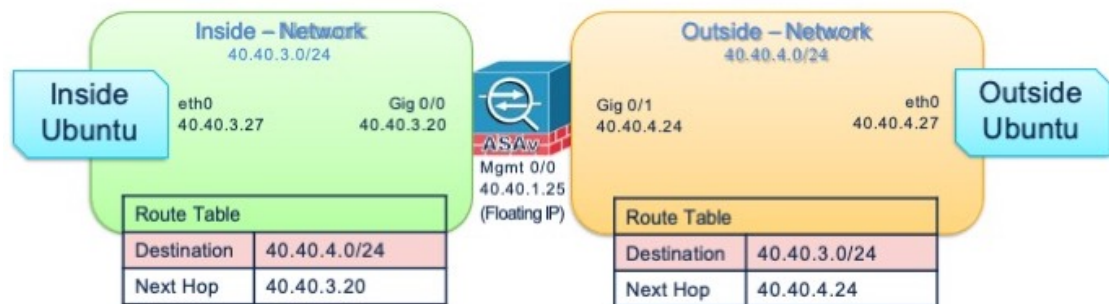 Inside – Network
40.40.3.0/24
Inside
Ubuntu
eth0
40.40.3.27
Gig 0/0
40.40.3.20
Route Table
Destination 40.40.4.0/24
Next Hop 40.40.3.20
ASAv
Mgmt 0/0
40.40.1.25
(Floating IP)
Outside – Network
40.40.4.0/24
Gig 0/1
40.40.4.24
eth0
40.40.4.27
Outside
Ubuntu
Route Table
Destination 40.40.3.0/24
Next Hop 40.40.4.24